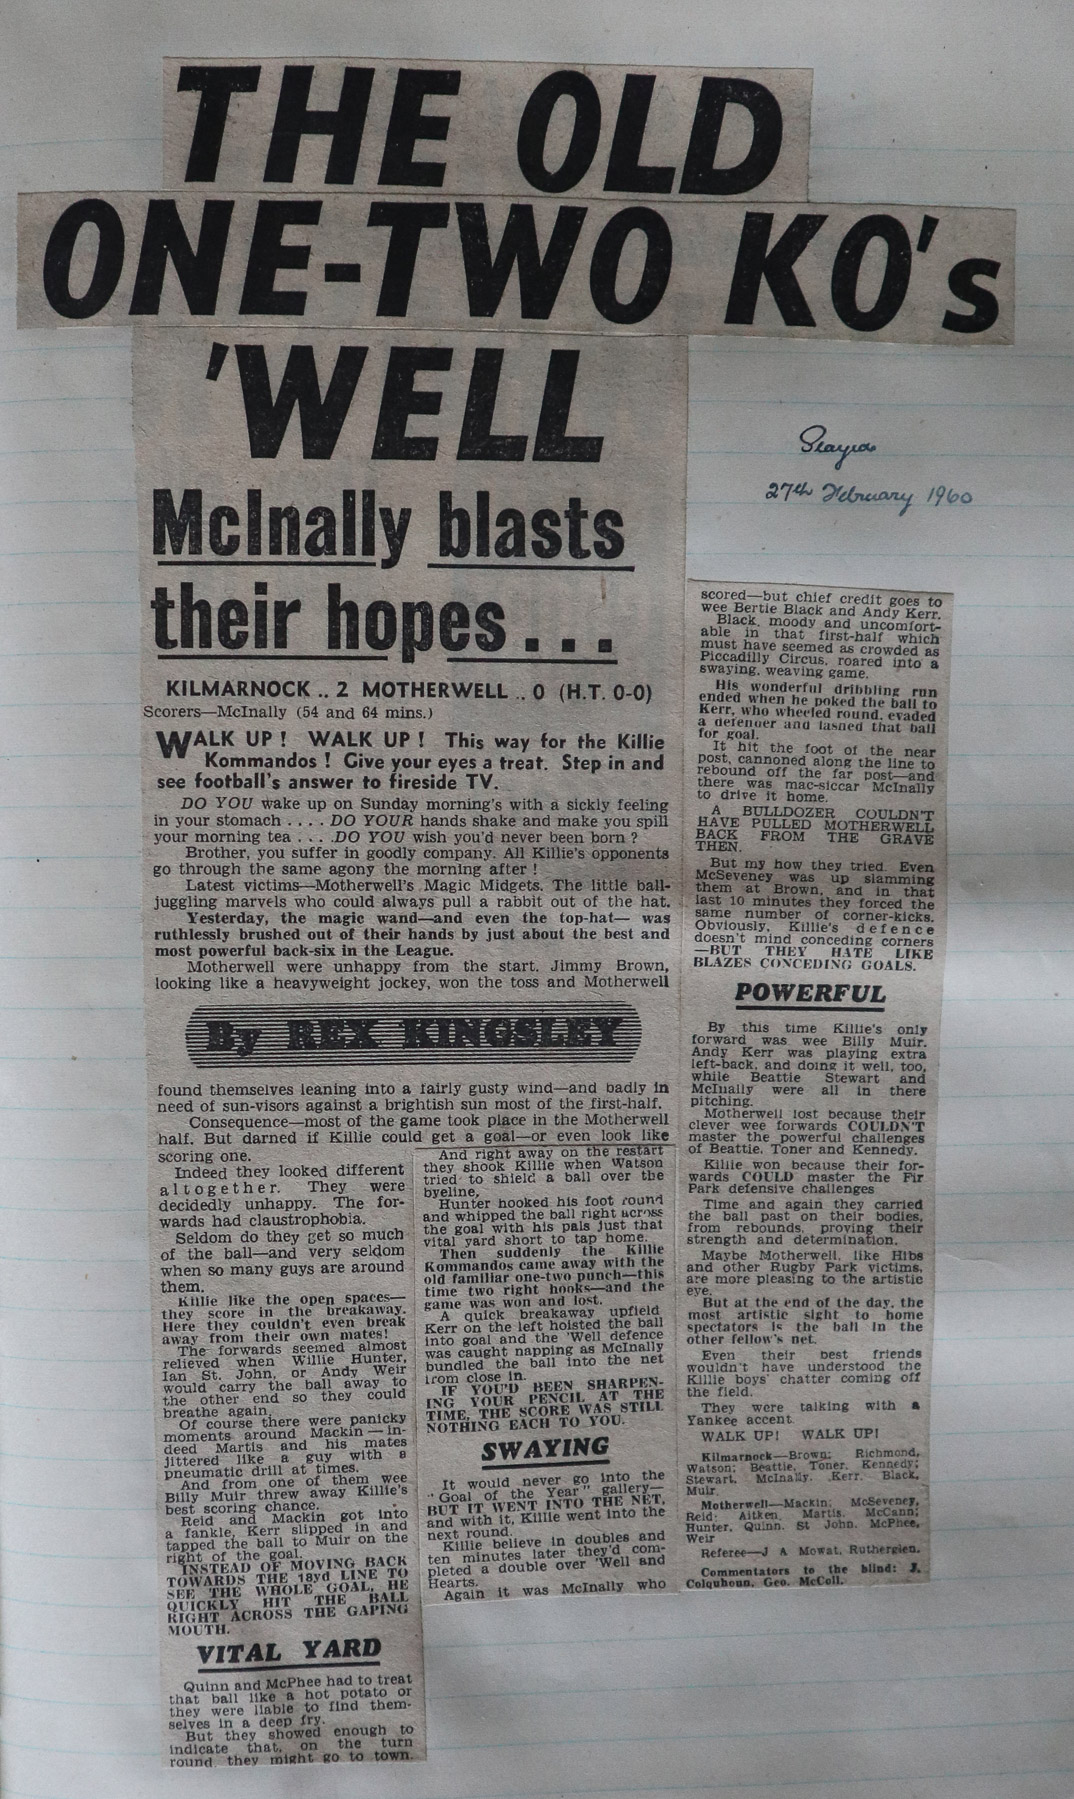 THE OLD
ONE-TWO KO's
'WELL
McInally blasts
their hopes...
Played
27th February 1960
KILMARNOCK .. 2 MOTHERWELL .. 0 (H.T. 0-0)
Scorers—McInally (54 and 64 mins.)
WALK UP! WALK UP! This way for the Killie
Kommandos! Give your eyes a treat. Step in and
see football's answer to fireside TV.
DO YOU wake up on Sunday morning's with a sickly feeling
in your stomach .... DO YOUR hands shake and make you spill
your morning tea ... .DO YOU wish you'd never been born?
Brother, you suffer in goodly company. All Killie's opponents
go through the same agony the morning after!
Latest victims—Motherwell's Magic Midgets. The little ball-
juggling marvels who could always pull a rabbit out of the hat.
Yesterday, the magic wand—and even the top-hat— was
ruthlessly brushed out of their hands by just about the best and
most powerful back-six in the League.
Motherwell were unhappy from the start. Jimmy Brown,
looking like a heavyweight jockey, won the toss and Motherwell
By REX KINGSLEY
found themselves leaning into a fairly gusty wind—and badly in
need of sun-visors against a brightish sun most of the first-half.
Consequence—most of the game took place in the Motherwell
half. But darned if Killie could get a goal—or even look like
scoring one.
Indeed they looked different
altogether. They were
decidedly unhappy. The for-
wards had claustrophobia.
Seldom do they get so much
of the ball—and very seldom
when so many guys are around
them.
Killie like the open spaces—
they score in the breakaway.
Here they couldn't even break
away from their own mates!
The forwards seemed almost
relieved when Willie Hunter,
Ian St. John, or Andy Weir
would carry the ball away to
the other end so they could
breathe again.
Of course there were panicky
moments around Mackin — in-
deed Martis and his mates
jittered like a guy with a
pneumatic drill at times.
And from one of them wee
Billy Muir threw away Killie's
best scoring chance.
Reid and Mackin got into
a fankle, Kerr slipped in and
tapped the ball to Muir on the
right of the goal.
INSTEAD OF MOVING BACK
TOWARDS THE 18yd LINE TO
SEE THE WHOLE GOAL, HE
QUICKLY HIT THE BALL
RIGHT ACROSS THE GAPING
MOUTH.
VITAL YARD
Quinn and McPhee had to treat
that ball like a hot potato or
they were liable to find them-
selves in a deep fry.
But they showed enough to
indicate that, on the turn
round they might go to town.
And right away on the restart
they shook Killie when Watson
tried to shield a ball over the
byeline,
Hunter hooked his foot round
and whipped the ball right across
the goal with his pals just that
vital yard short to tap home.
Then suddenly the Killie
Kommandos came away with the
old familiar one-two punch—this
time two right hooks—and the
game was won and lost.
A quick breakaway upfield
Kerr on the left hoisted the ball
into goal and the 'Well defence
was caught napping as McInally
bundled the ball into the net
from close in.
IF YOU'D BEEN SHARPEN-
ING YOUR PENCIL AT THE
TIME, THE SCORE WAS STILL
NOTHING EACH TO YOU.
SWAYING
It would never go into the
"Goal of the Year" gallery—
BUT IT WENT INTO THE NET,
and with it, Killie went into the
next round.
Killie believe in doubles and
ten minutes later they'd com-
pleted a double over 'Well and
Hearts.
Again it was McInally who
scored—but chief credit goes to
wee Bertie Black and Andy Kerr.
Black, moody and uncomfort-
able in that first-half which
must have seemed as crowded as
Piccadilly Circus, roared into a
swaying, weaving game.
His wonderful dribbling run
ended when he poked the ball to
Kerr, who wheeled round, evaded
a defender and lashed that ball
for goal.
It hit the foot of the near
post, cannoned along the line to
rebound off the far post—and
there was mac-siccar McInally
to drive it home.
A BULLDOZER COULDN'T
HAVE PULLED MOTHERWELL
BACK FROM THE GRAVE
THEN.
But my how they tried. Even
McSeveney was up slamming
them at Brown, and in that
last 10 minutes they forced the
same number of corner-kicks.
Obviously, Killie's defence
doesn't mind conceding corners
—BUT THEY HATE LIKE
BLAZES CONCEDING GOALS.
POWERFUL
By this time Killie's only
forward was wee Billy Muir.
Andy Kerr was playing extra
left-back, and doing it well, too,
while Beattie Stewart and
McInally were all in there
pitching.
Motherwell lost because their
clever wee forwards COULDN'T
master the powerful challenges
of Beattie, Toner and Kennedy.
Killie won because their for-
wards COULD master the Fir
Park defensive challenges
Time and again they carried
the ball past on their bodies,
from rebounds, proving their
strength and determination.
Maybe Motherwell, like Hibs
and other Rugby Park victims,
are more pleasing to the artistic
eye.
But at the end of the day, the
most artistic sight to home
spectators is the ball in the
other fellow's net.
Even their best friends
wouldn't have understood the
Killie boys' chatter coming off
the field.
They were talking with a
Yankee accent.
WALK UP! WALK UP!
Kilmarnock—Brown; Richmond,
Watson; Beattie, Toner, Kennedy;
Stewart, McInally, Kerr, Black,
Muir.
Motherwell—Mackin; McSeveney,
Reid; Aitken, Martis, McCann;
Hunter, Quinn, St John, McPhee,
Weir
Referee—J A Mowat, Rutherglen.
Commentators to the blind: J.
Colquhoun, Geo. McColl.